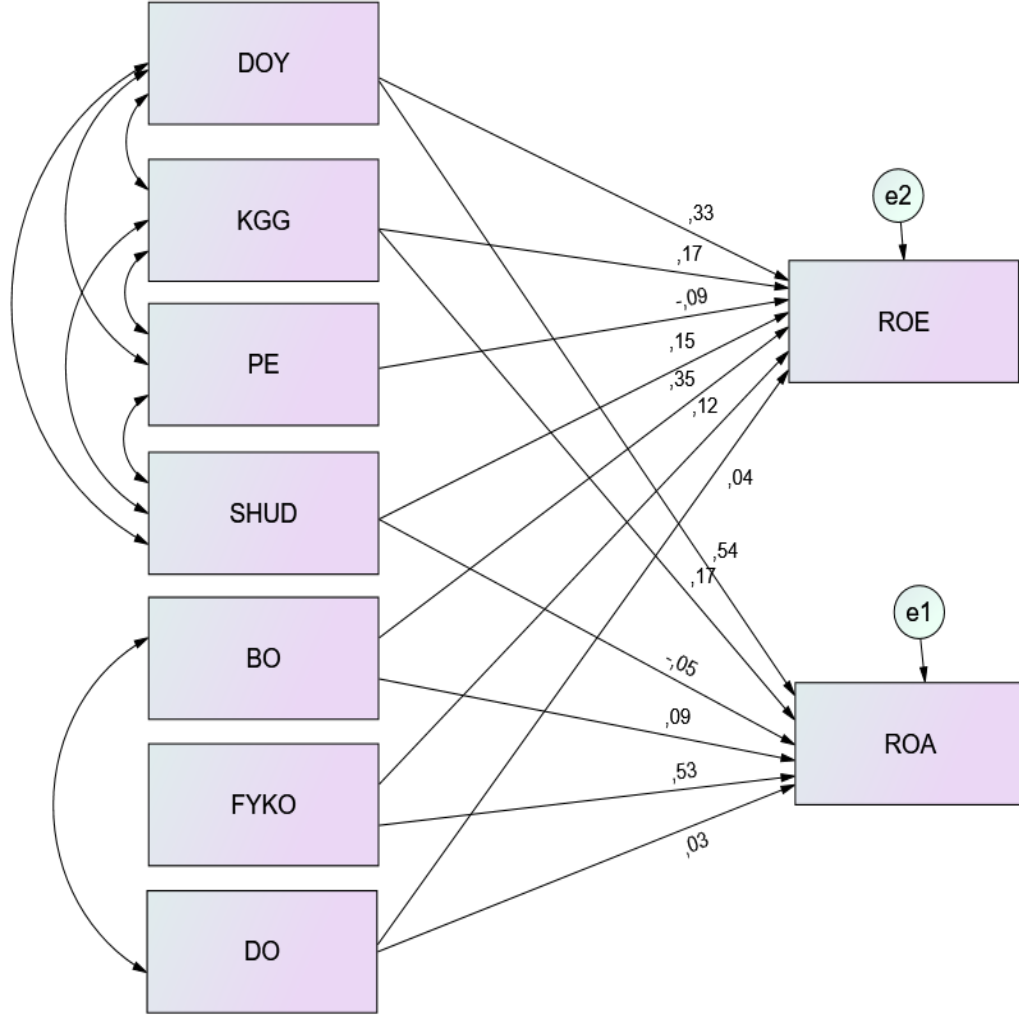 DOY
KGG
PE
SHUD
BO
FYKO
DO
,33
,17
-,09
,15
,35
,12
,04
,54
,17
-,05
,09
,53
,03
e2
ROE
e1
ROA